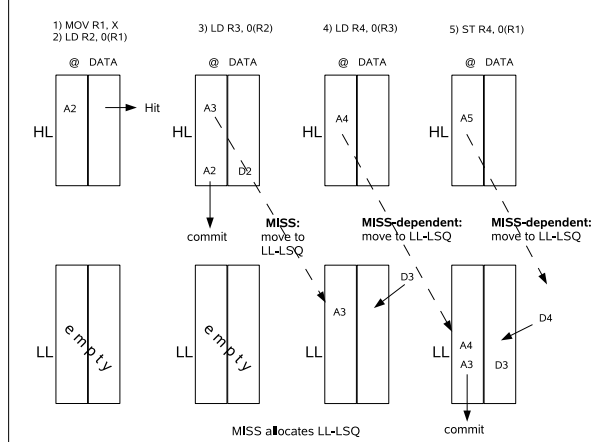 1) MOV R1, X
2) LD R2, 0(R1)
3) LD R3, 0(R2)
4) LD R4, 0(R3)
5) ST R4, 0(R1)
@ DATA
@ DATA
@ DATA
@ DATA
HL
A2
Hit
HL
A3
A2
D2
commit
HL
A4
HL
A5
MISS:
move to
LL-LSQ
MISS-dependent:
move to LL-LSQ
MISS-dependent:
move to LL-LSQ
LL
empty
LL
empty
A3
D3
LL
A4
A3
D3
D4
commit
MISS allocates LL-LSQ